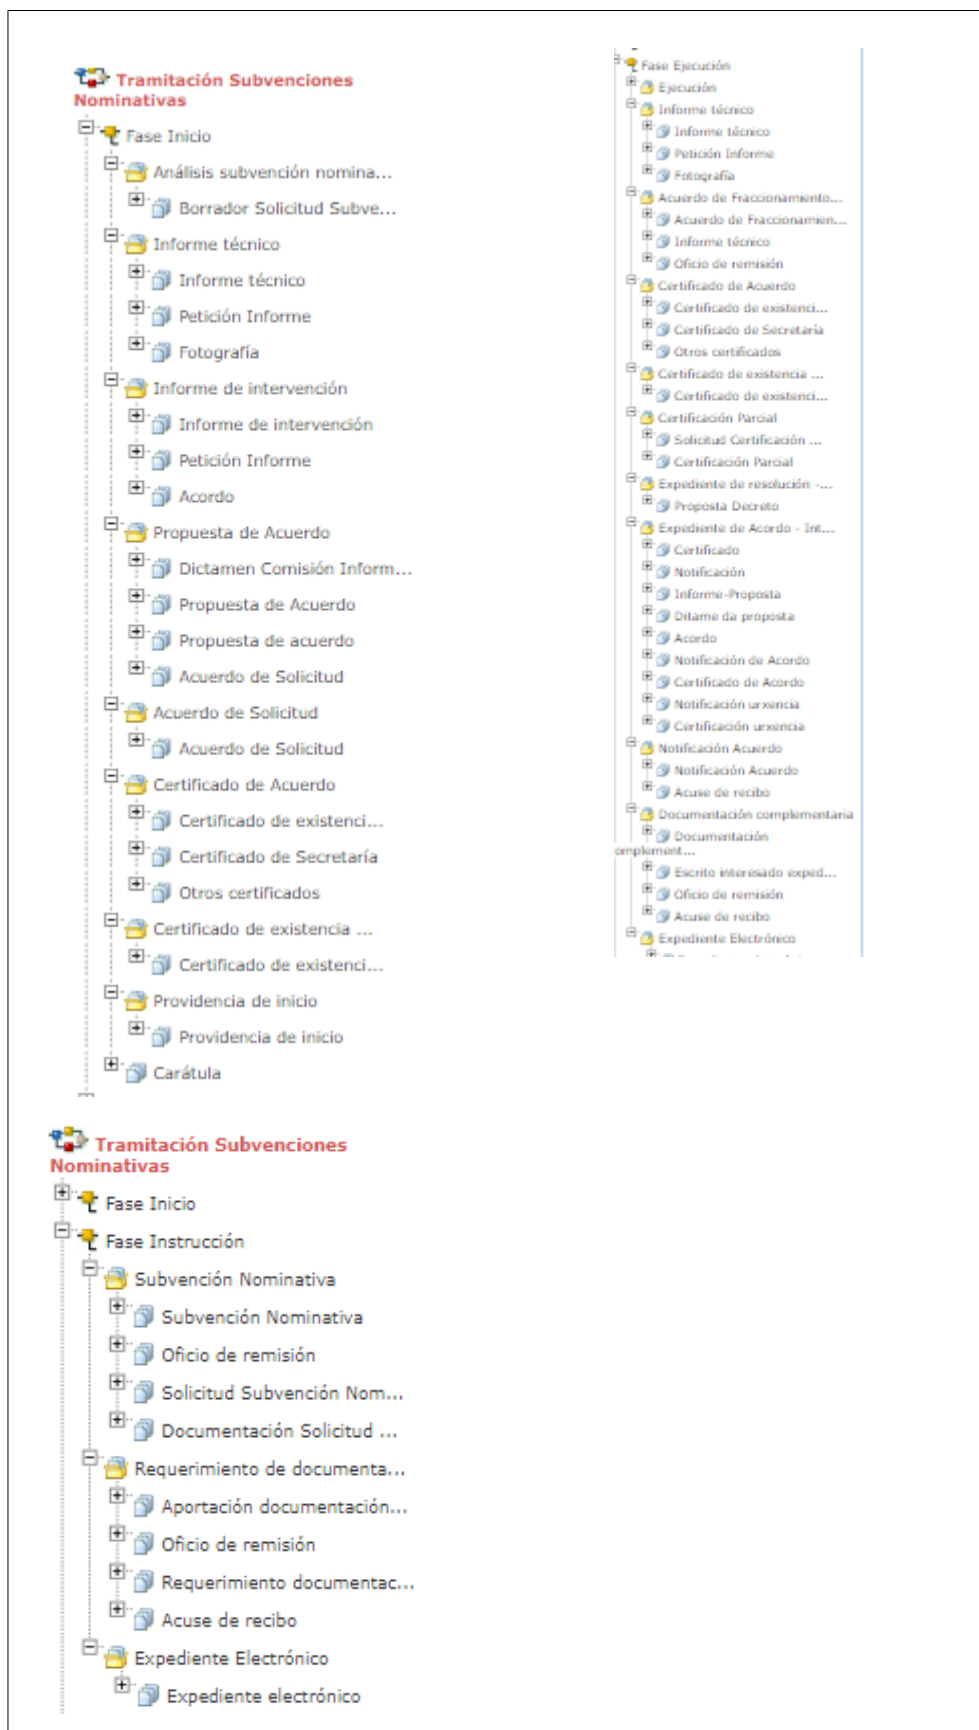 Tramitación Subvenciones
Nominativas
Fase Inicio
Análisis subvención nomina...
Borrador Solicitud Subve...
Informe técnico
Informe técnico
Petición Informe
Fotografía
Informe de intervención
Informe de intervención
Petición Informe
Acordo
Propuesta de Acuerdo
Dictamen Comisión Inform...
Propuesta de Acuerdo
Propuesta de acuerdo
Acuerdo de Solicitud
Acuerdo de Solicitud
Acuerdo de Solicitud
Certificado de Acuerdo
Certificado de existenci...
Certificado de Secretaría
Otros certificados
Certificado de existencia ...
Certificado de existenci...
Providencia de inicio
Providencia de inicio
Carátula
Fase Ejecución
Ejecución
Informe técnico
Informe técnico
Petición Informe
Fotografía
Acuerdo de Fraccionamiento...
Acuerdo de Fraccionamien...
Informe técnico
Oficio de remisión
Certificado de Acuerdo
Certificado de existenci...
Certificado de Secretaría
Otros certificados
Certificado de existencia ...
Certificado de existenci...
Certificación Parcial
Solicitud Certificación ...
Certificación Parcial
Expediente de resolución -...
Proposta Decreto
Expediente de Acordo - Int...
Certificado
Notificación
Informe-Proposta
Ditame da proposta
Acordo
Notificación de Acordo
Certificado de Acordo
Notificación urxencia
Certificación urxencia
Notificación Acuerdo
Notificación Acuerdo
Acuse de recibo
Documentación complementaria
Documentación
omplement...
Escrito interesado exped...
Oficio de remisión
Acuse de recibo
Expediente Electrónico
Tramitación Subvenciones
Nominativas
Fase Inicio
Fase Instrucción
Subvención Nominativa
Subvención Nominativa
Oficio de remisión
Solicitud Subvención Nom...
Documentación Solicitud ...
Requerimiento de documenta...
Aportación documentación...
Oficio de remisión
Requerimiento documentac...
Acuse de recibo
Expediente Electrónico
Expediente electrónico